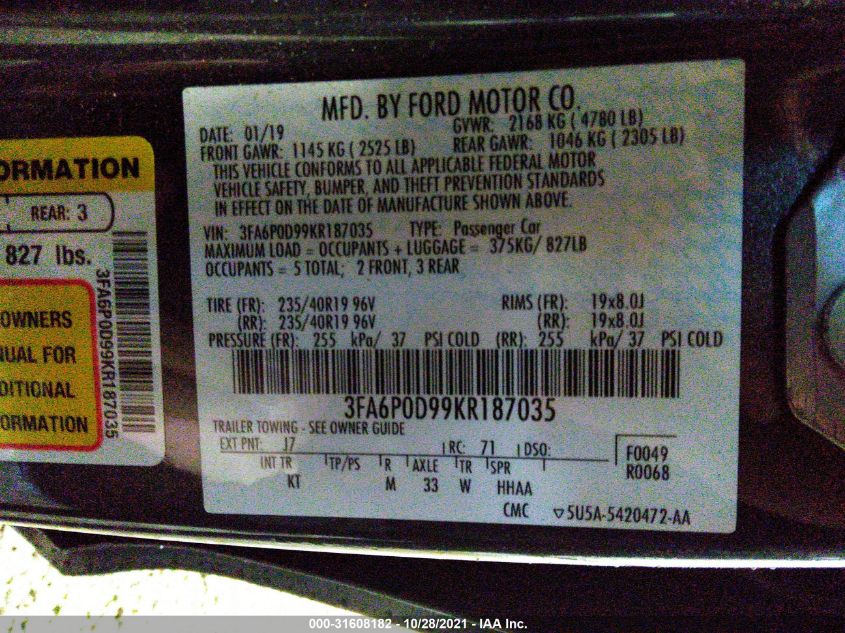 MFD. BY FORD MOTOR CO.
DATE: 01/19 GVWR: 2168 KG ( 4780 LB)
FRONT GAWR: 1145 KG ( 2525 LB) REAR GAWR: 1046 KG ( 2305 LB)
THIS VEHICLE CONFORMS TO ALL APPLICABLE FEDERAL MOTOR
VEHICLE SAFETY, BUMPER, AND THEFT PREVENTION STANDARDS
IN EFFECT ON THE DATE OF MANUFACTURE SHOWN ABOVE.
VIN: 3FA6P0D99KR187035 TYPE: Passenger Car
MAXIMUM LOAD = OCCUPANTS + LUGGAGE = 375KG/ 827LB
OCCUPANTS = 5 TOTAL; 2 FRONT, 3 REAR
TIRE (FR): 235/40R19 96V RIMS (FR): 19x8.0J
(RR): 235/40R19 96V (RR): 19x8.0J
PRESSURE (FR): 255 kPa/ 37 PSI COLD (RR): 255 kPa/ 37 PSI COLD
3FA6P0D99KR187035
TRAILER TOWING - SEE OWNER GUIDE
EXT PNT: J7 RC: 71 DSO: F0049
INT TR TP/PS R AXLE TR SPR R0068
KT M 33 W HHAA
CMC ▽5U5A-5420472-AA
ORMATION
REAR: 3
827 lbs.
OWNERS
NUAL FOR
DITIONAL
ORMATION
3FA6P0D99KR187035
000-31608182 - 10/28/2021 - IAA Inc.